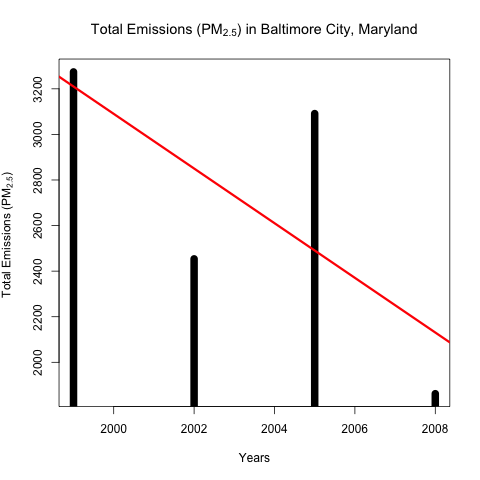 Total Emissions (PM2.5) in Baltimore City, Maryland
Total Emissions (PM2.5)
3200
3000
2800
2600
2400
2200
2000
2000 2002 2004 2006 2008
Years